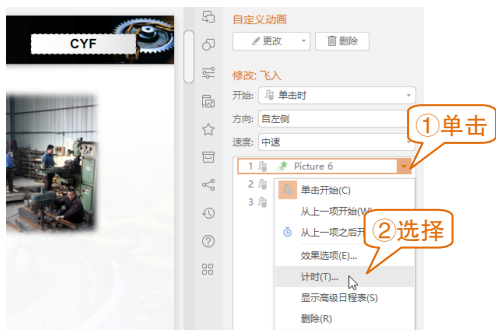 CYF
自定义动画
更改
删除
修改: 飞入
开始: 单击时
方向: 自左侧
速度: 中速
①单击
1 Picture 6
2
3
单击开始(C)
从上一项开始(W)
从上一项之后开
②选择
效果选项(E)...
计时(T)...
显示高级日程表(S)
删除(R)